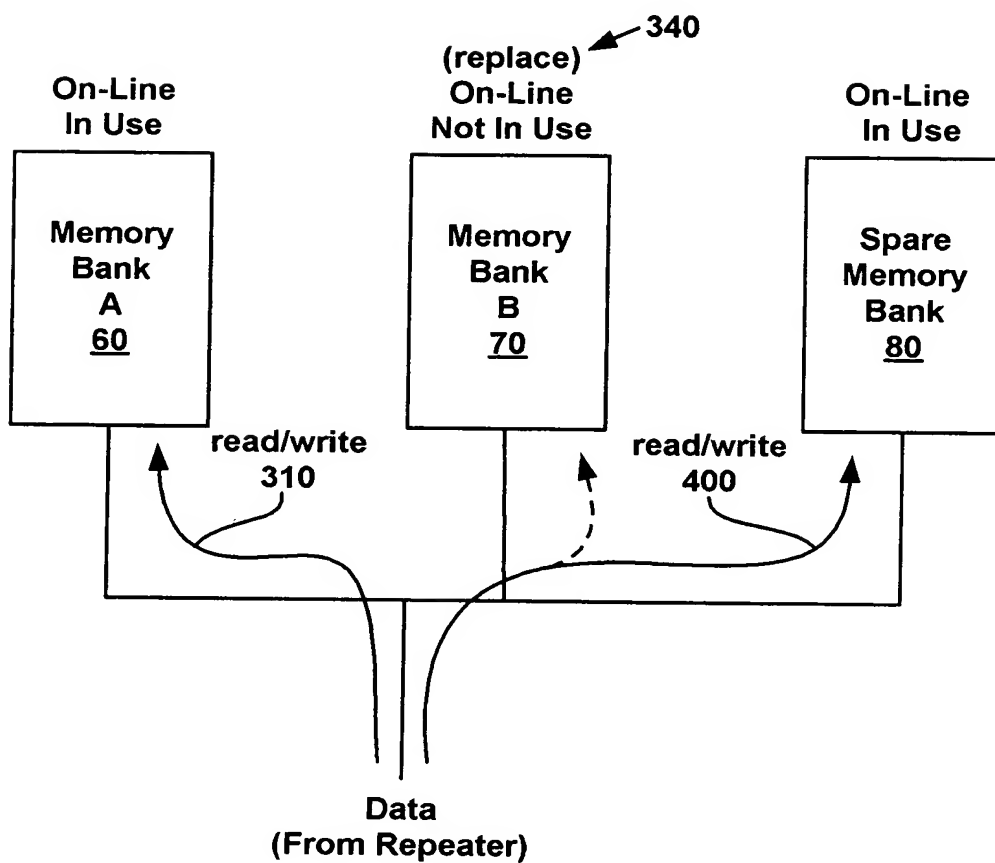 340
(replace)
On-Line
In Use
On-Line
Not In Use
On-Line
In Use
Memory
Bank
A
60
Memory
Bank
B
70
Spare
Memory
Bank
80
read/write
310
read/write
400
Data
(From Repeater)